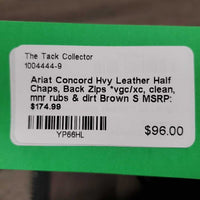 The Tack Collector
1004444-9
Ariat Concord Hvy Leather Half
Chaps, Back Zips *vgc/xc, clean,
mnr rubs & dirt Brown S MSRP:
$174.99
YP66HL
$96.00